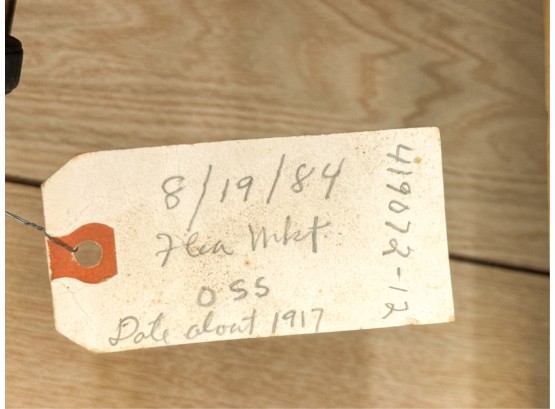 8/19/84
Flea Mkt.
OSS
Date about 1917
419072-12